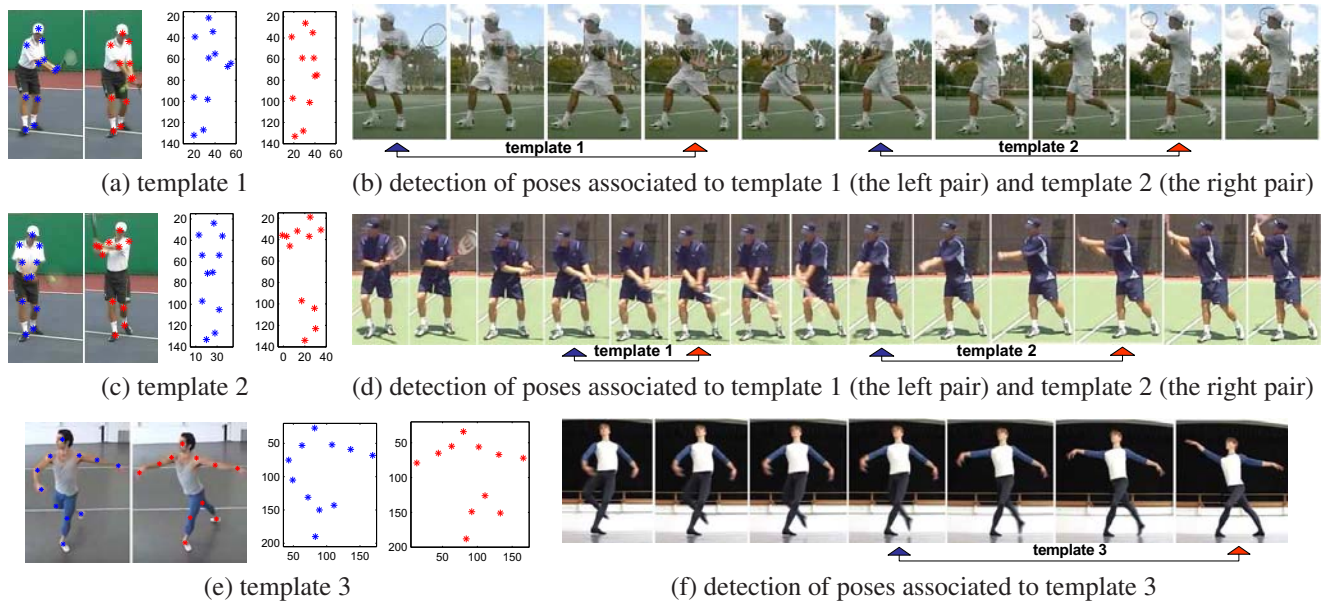 20
40
60
80
100
120
140
20 40 60
20
40
60
80
100
120
140
20 40 60
template 1
template 2
(a) template 1
(b) detection of poses associated to template 1 (the left pair) and template 2 (the right pair)
20
40
60
80
100
120
140
10 30
20
40
60
80
100
120
140
0 20 40
template 1
template 2
(c) template 2
(d) detection of poses associated to template 1 (the left pair) and template 2 (the right pair)
50
100
150
200
50 100 150
50
100
150
200
50 100 150
template 3
(e) template 3
(f) detection of poses associated to template 3